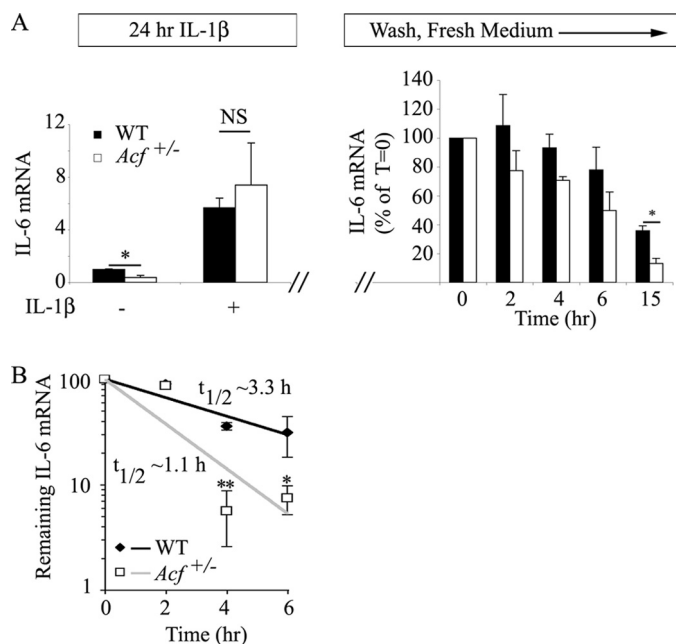 A
24 hr IL-1β
Wash, Fresh Medium
NS
WT
Acf +/-
IL-6 mRNA
12
8
4
0
*
IL-1β - +
//
//
IL-6 mRNA
(% of T=0)
140
120
100
80
60
40
20
*
0 2 4 6 15
Time (hr)
B
Remaining IL-6 mRNA
100
10
1
t1/2 ~3.3 h
t1/2 ~1.1 h
** *
WT
Acf +/-
0 2 4 6
Time (hr)